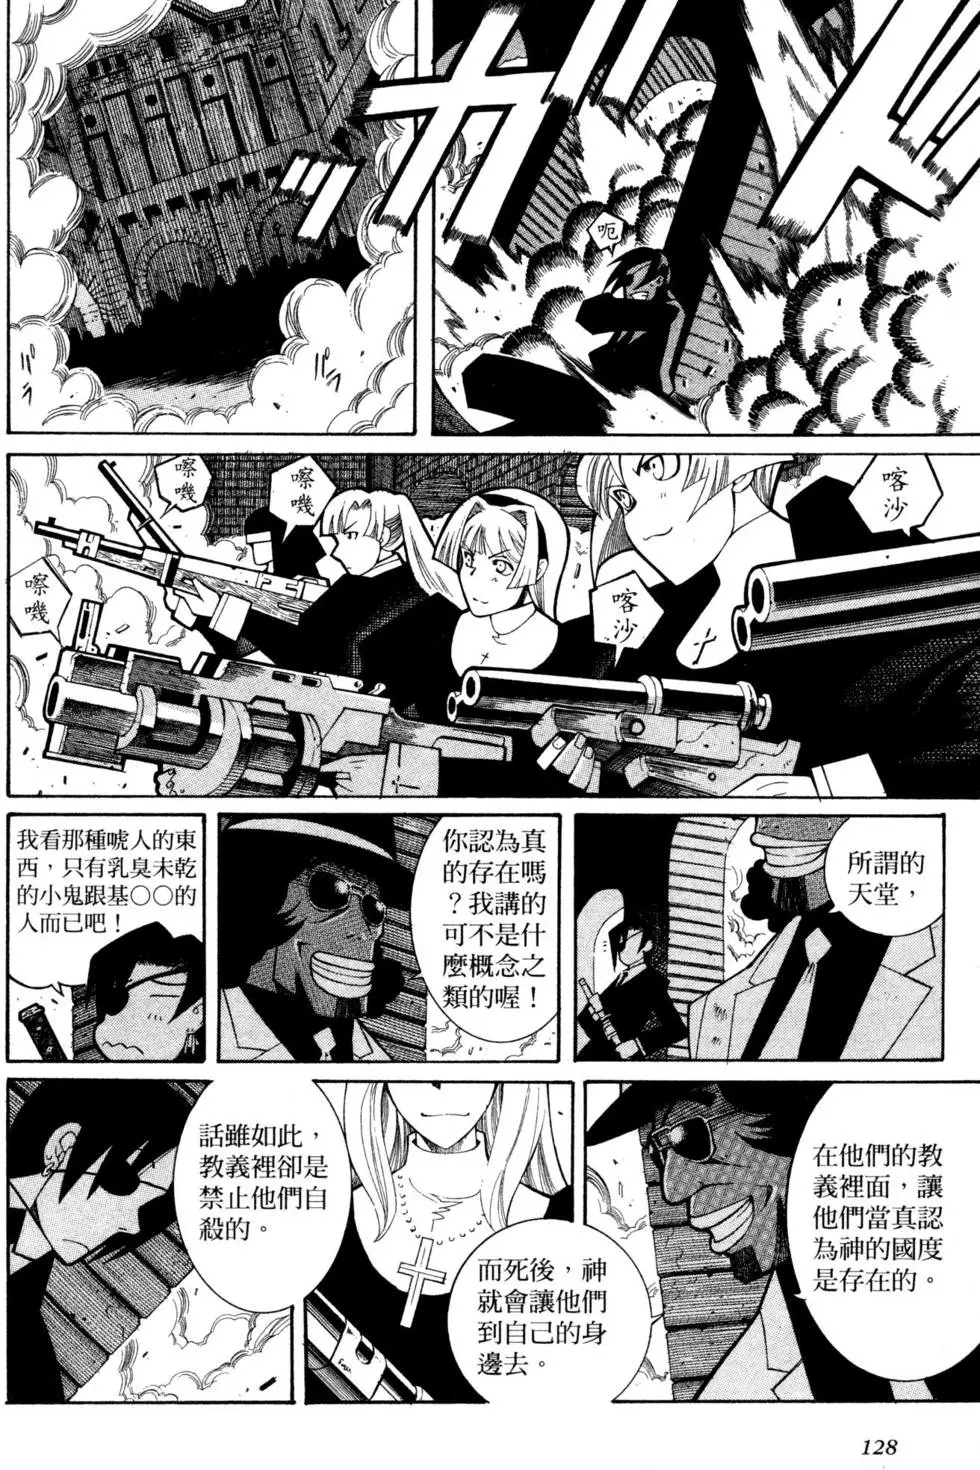 ドガッ
呃
喀沙
喀沙
嚓嘰
嚓嘰
嚓嘰
所謂的
天堂，
你認為真
的存在嗎
？我講的
可不是什
麼概念之
類的喔！
我看那種唬人的東
西，只有乳臭未乾
的小鬼跟基○○的
人而已吧！
在他們的教
義裡面，讓
他們當真認
為神的國度
是存在的。
而死後，神
就會讓他們
到自己的身
邊去。
話雖如此，
教義裡卻是
禁止他們自
殺的。
128